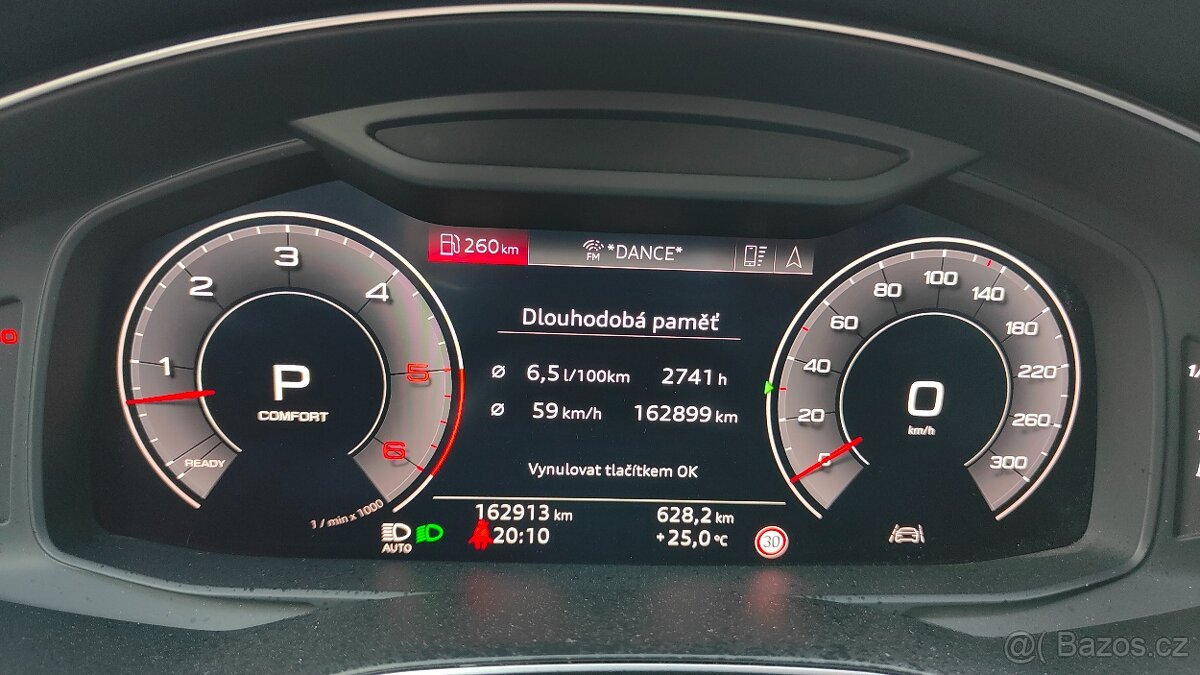 260 km
FM *DANCE*
Dlouhodobá paměť
Ø 6,5 l/100km 2741 h
Ø 59 km/h 162899 km
Vynulovat tlačítkem OK
162913 km 628,2 km
20:10 +25,0 °C
30
AUTO
1 2 3 4 5 6
READY
1 / min x 1000
P
COMFORT
0 20 40 60 80 100 140 180 220 260 300
0
km/h
@( Bazos.cz